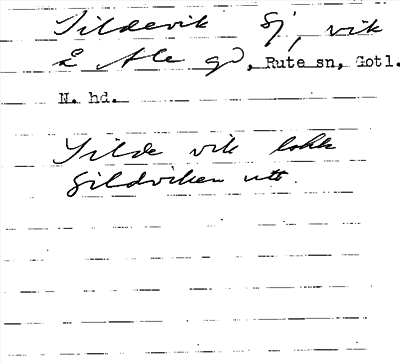 Sildevik Sj, vik
å Ale gd, Rute sn, Gotl.
N. hd.
Silde vik lokk
Sildviken utt.